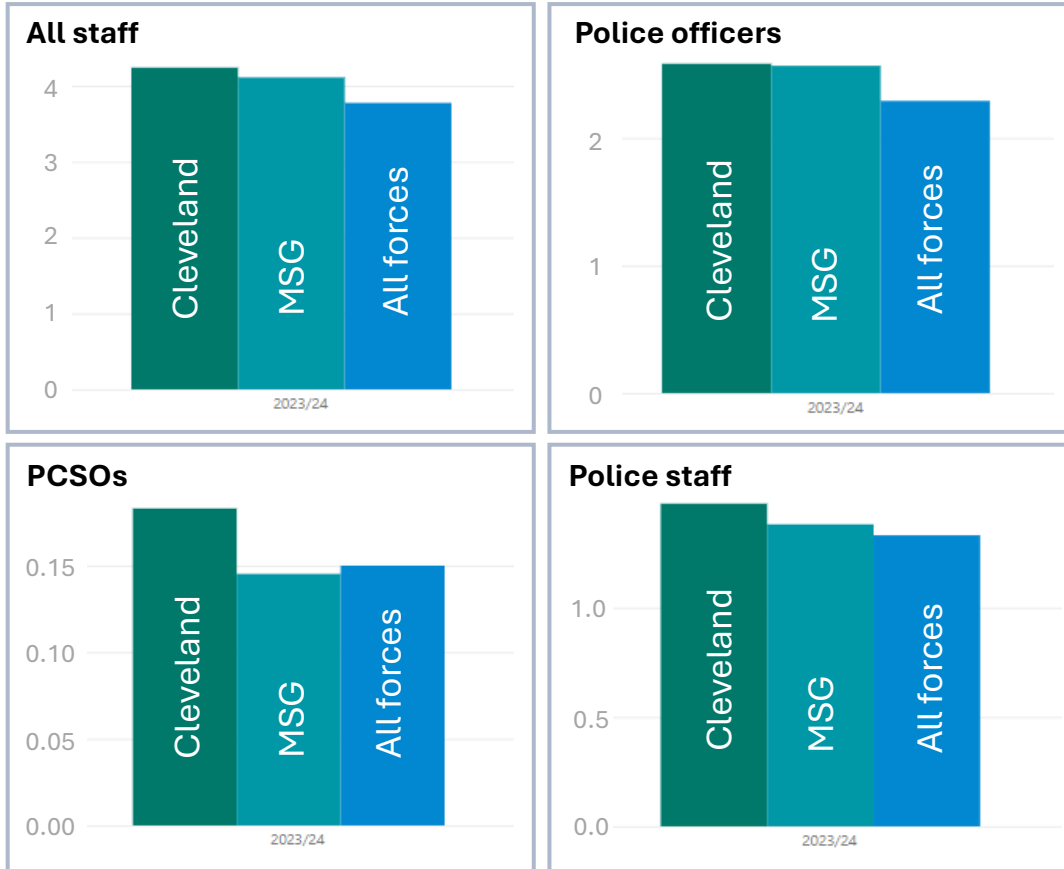 All staff
4
3
2
1
0
Cleveland
MSG
All forces
2023/24
Police officers
2
1
0
Cleveland
MSG
All forces
2023/24
PCSOs
0.15
0.10
0.05
0.00
Cleveland
MSG
All forces
2023/24
Police staff
1.0
0.5
0.0
Cleveland
MSG
All forces
2023/24